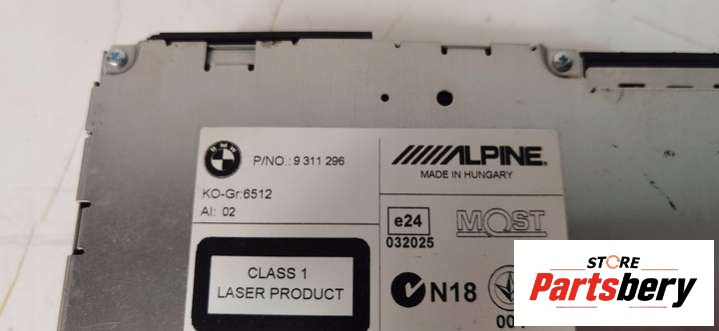 BMW
P/NO.: 9 311 296
KO-Gr:6512
AI: 02
CLASS 1
LASER PRODUCT
ALPINE
MADE IN HUNGARY
e24
032025
MOST
N18
STORE
Partsbery